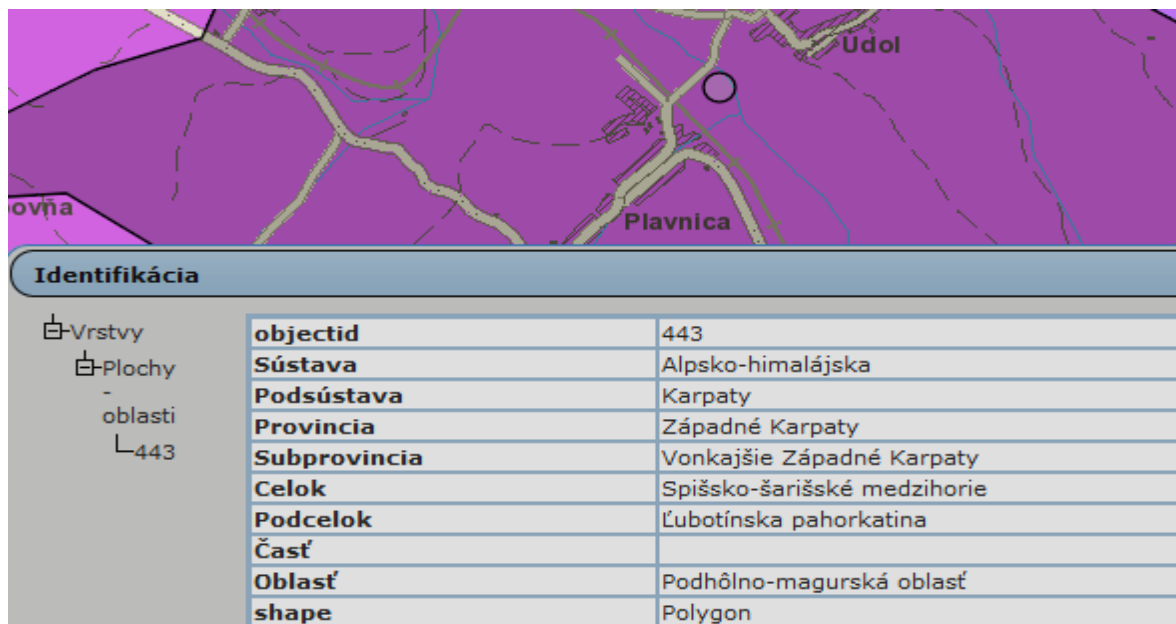 Údol
ovňa
Plavnica
Identifikácia
Vrstvy
Plochy
-
oblasti
443
objectid 443
Sústava Alpsko-himalájska
Podsústava Karpaty
Provincia Západné Karpaty
Subprovincia Vonkajšie Západné Karpaty
Celok Spišsko-šarišské medzihorie
Podcelok Ľubotínska pahorkatina
Časť
Oblasť Podhôlno-magurská oblasť
shape Polygon